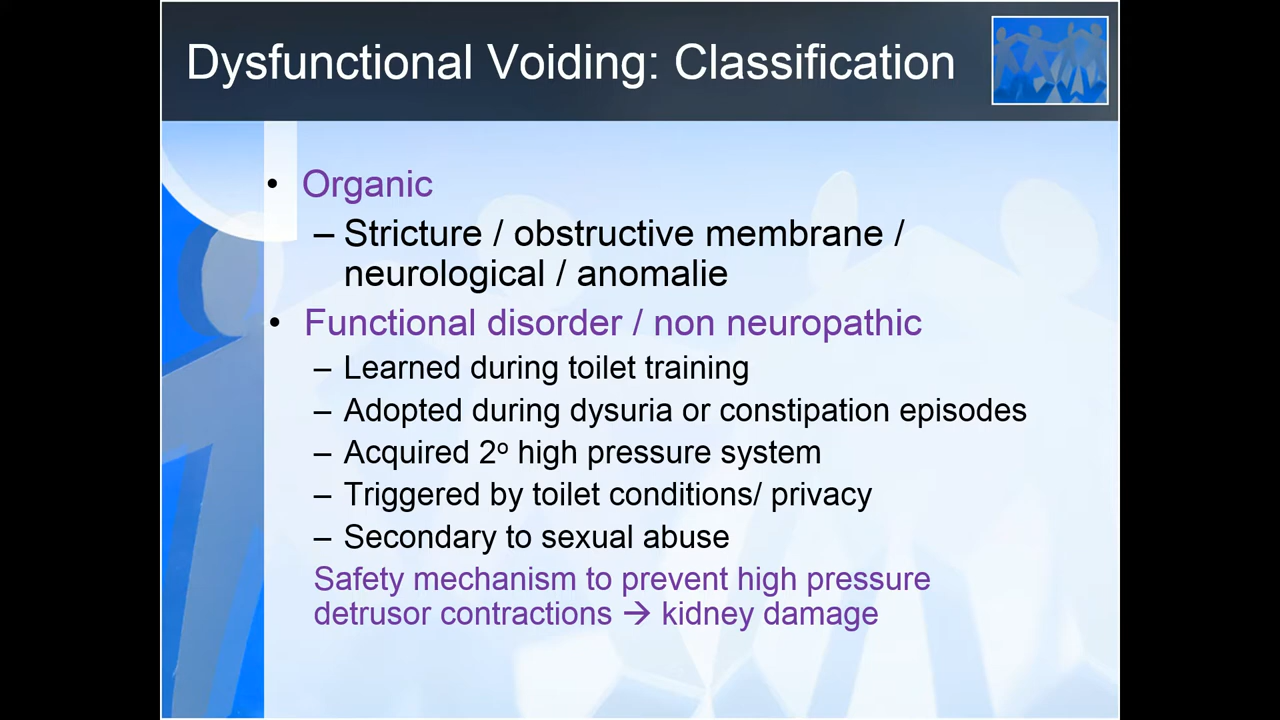 Dysfunctional Voiding: Classification
• Organic
– Stricture / obstructive membrane /
neurological / anomalie
• Functional disorder / non neuropathic
– Learned during toilet training
– Adopted during dysuria or constipation episodes
– Acquired 2º high pressure system
– Triggered by toilet conditions/ privacy
– Secondary to sexual abuse
Safety mechanism to prevent high pressure
detrusor contractions → kidney damage